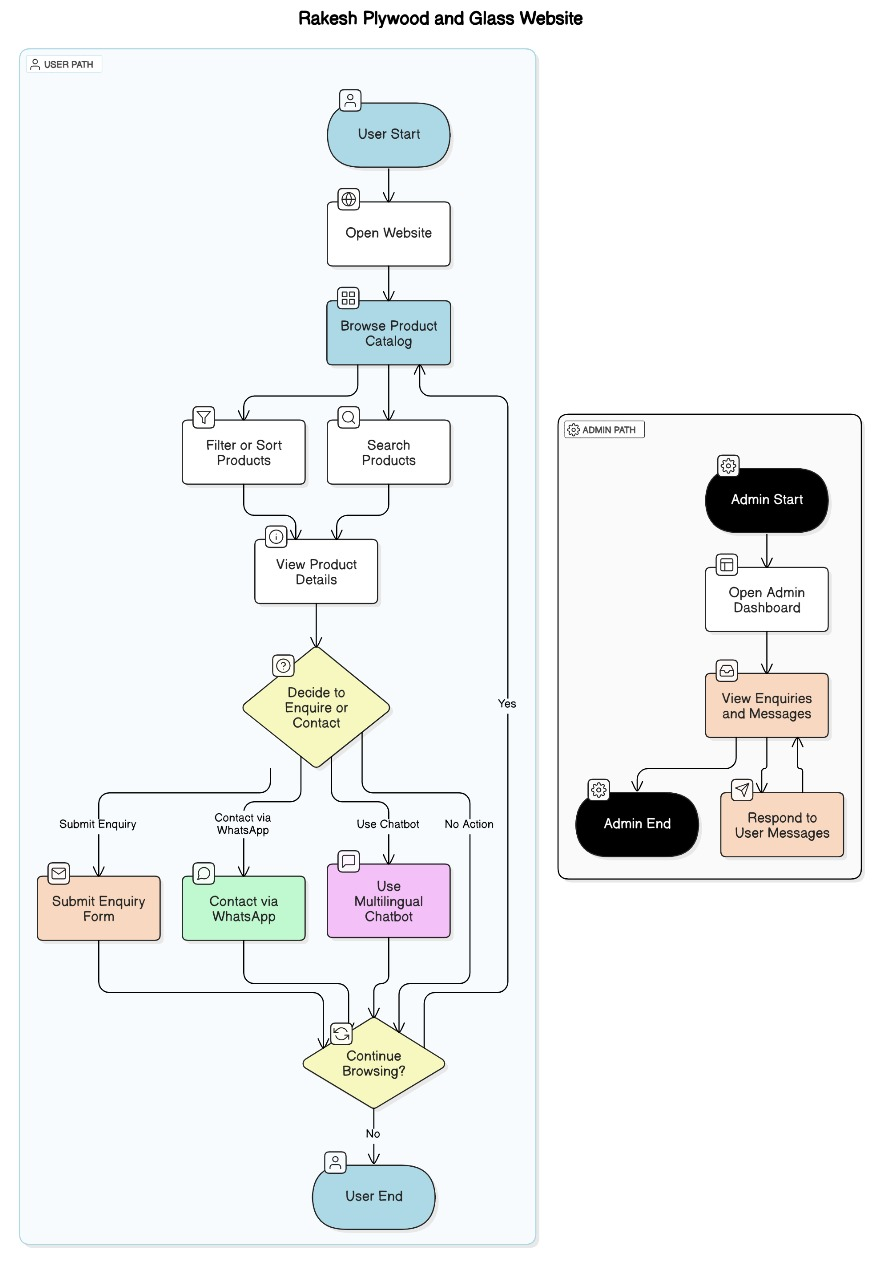 Rakesh Plywood and Glass Website
USER PATH
User Start
Open Website
Browse Product
Catalog
Filter or Sort
Products
Search
Products
View Product
Details
Decide to
Enquire or
Contact
Yes
Submit Enquiry
Contact via
WhatsApp
Use Chatbot
No Action
Submit Enquiry
Form
Contact via
WhatsApp
Use
Multilingual
Chatbot
Continue
Browsing?
No
User End
ADMIN PATH
Admin Start
Open Admin
Dashboard
View Enquiries
and Messages
Admin End
Respond to
User Messages